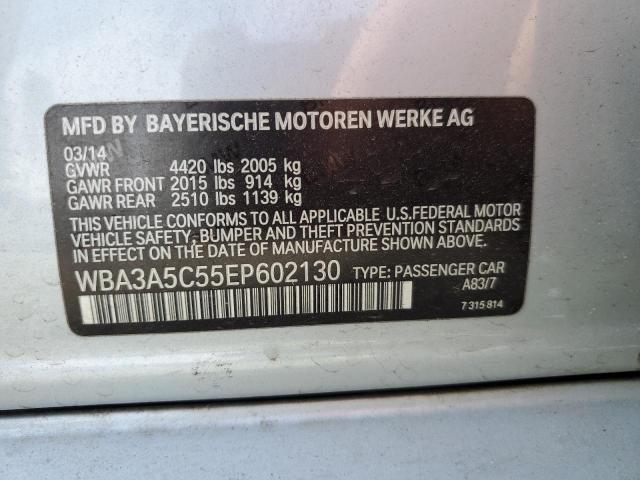 MFD BY BAYERISCHE MOTOREN WERKE AG
03/14
GVWR 4420 lbs 2005 kg
GAWR FRONT 2015 lbs 914 kg
GAWR REAR 2510 lbs 1139 kg
THIS VEHICLE CONFORMS TO ALL APPLICABLE U.S.FEDERAL MOTOR
VEHICLE SAFETY-, BUMPER- AND THEFT PREVENTION STANDARDS
IN EFFECT ON THE DATE OF MANUFACTURE SHOWN ABOVE.
WBA3A5C55EP602130 TYPE: PASSENGER CAR
A83/7
7 315 814